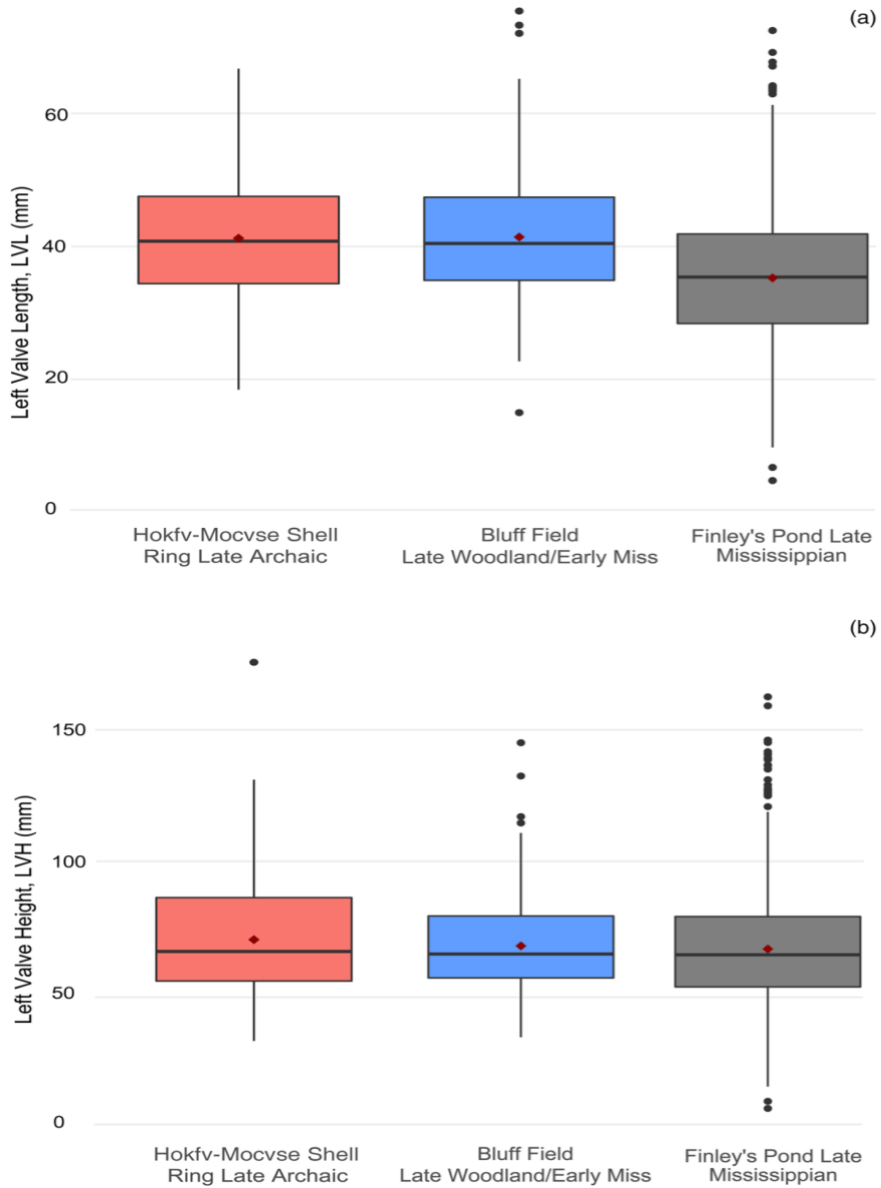 (a)
Left Valve Length, LVL (mm)
60
40
20
0
Hokfv-Mocvse Shell
Ring Late Archaic
Bluff Field
Late Woodland/Early Miss
Finley's Pond Late
Mississippian
(b)
Left Valve Height, LVH (mm)
150
100
50
0
Hokfv-Mocvse Shell
Ring Late Archaic
Bluff Field
Late Woodland/Early Miss
Finley's Pond Late
Mississippian